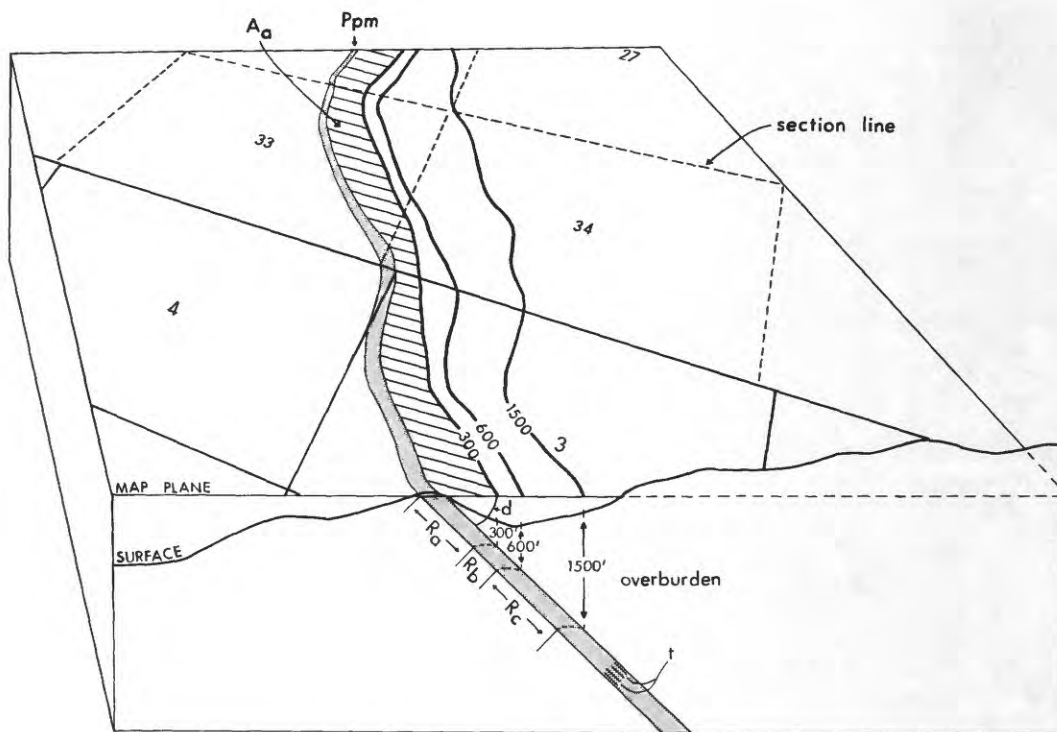 Ppm
Aa
27
section line
33
34
4
1500
600
300
3
MAP PLANE
d
300'
600'
SURFACE
Ra
Rb
1500'
overburden
Rc
t